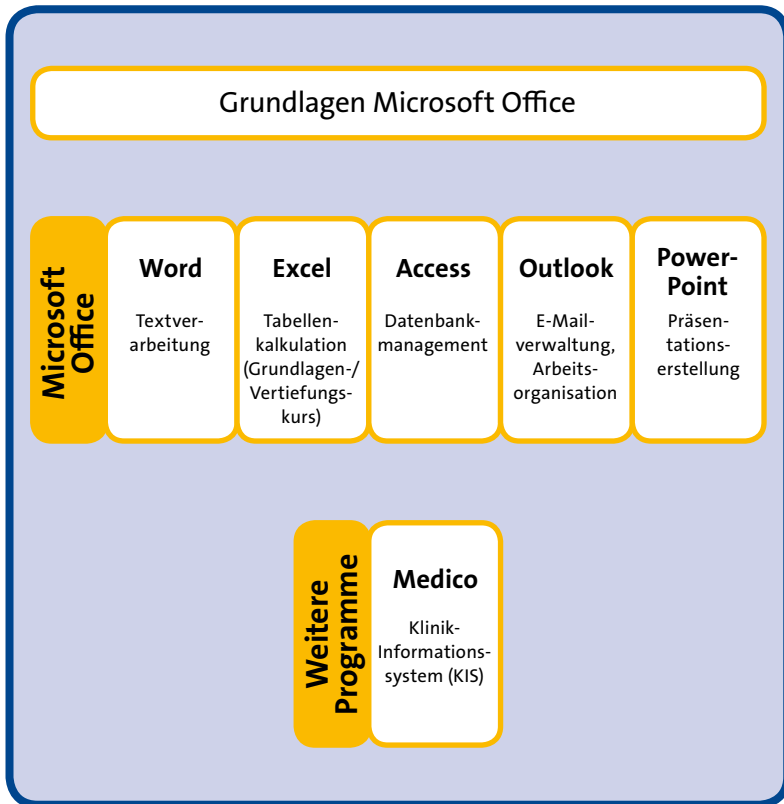 Grundlagen Microsoft Office
Microsoft
Office
Word
Textver-
arbeitung
Excel
Tabellen-
kalkulation
(Grundlagen-/
Vertiefungs-
kurs)
Access
Datenbank-
management
Outlook
E-Mail-
verwaltung,
Arbeits-
organisation
Power-
Point
Präsen-
tations-
erstellung
Weitere
Programme
Medico
Klinik-
Informations-
system (KIS)